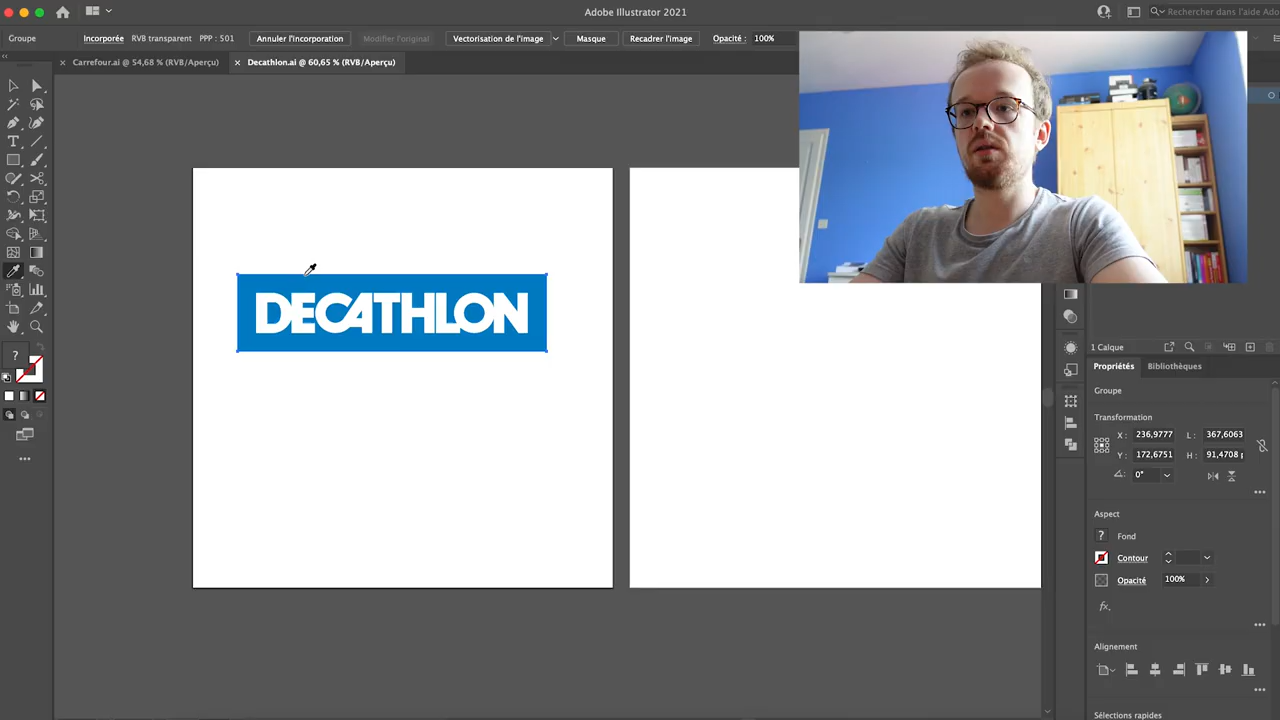 Adobe Illustrator 2021
Rechercher dans l'aide Ado
Groupe
Incorporée
RVB transparent
PPP : 501
Annuler l'incorporation
Modifier l'original
Vectorisation de l'image
Masque
Recadrer l'image
Opacité :
100%
Carrefour.ai @ 54,68 % (RVB/Aperçu)
Decathlon.ai @ 60,65 % (RVB/Aperçu)
DECATHLON
1 Calque
Propriétés
Bibliothèques
Groupe
Transformation
X :
236,9777
L :
367,6063
Y :
172,6751
H :
91,4708
0°
Aspect
Fond
Contour
Opacité
100%
fx.
Alignement
Sélections rapides